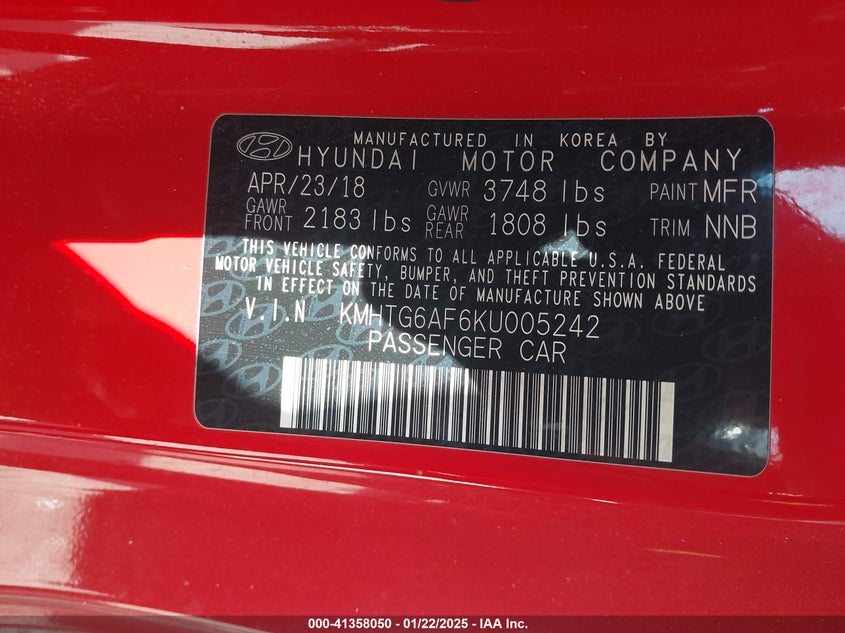 MANUFACTURED IN KOREA BY
HYUNDAI MOTOR COMPANY
APR/23/18 GVWR 3748 lbs PAINT MFR
GAWR FRONT 2183 lbs GAWR REAR 1808 lbs TRIM NNB
THIS VEHICLE CONFORMS TO ALL APPLICABLE U.S.A. FEDERAL
MOTOR VEHICLE SAFETY, BUMPER, AND THEFT PREVENTION STANDARDS
IN EFFECT ON THE DATE OF MANUFACTURE SHOWN ABOVE
V.I.N KMHTG6AF6KU005242
PASSENGER CAR
000-41358050 - 01/22/2025 - IAA Inc.